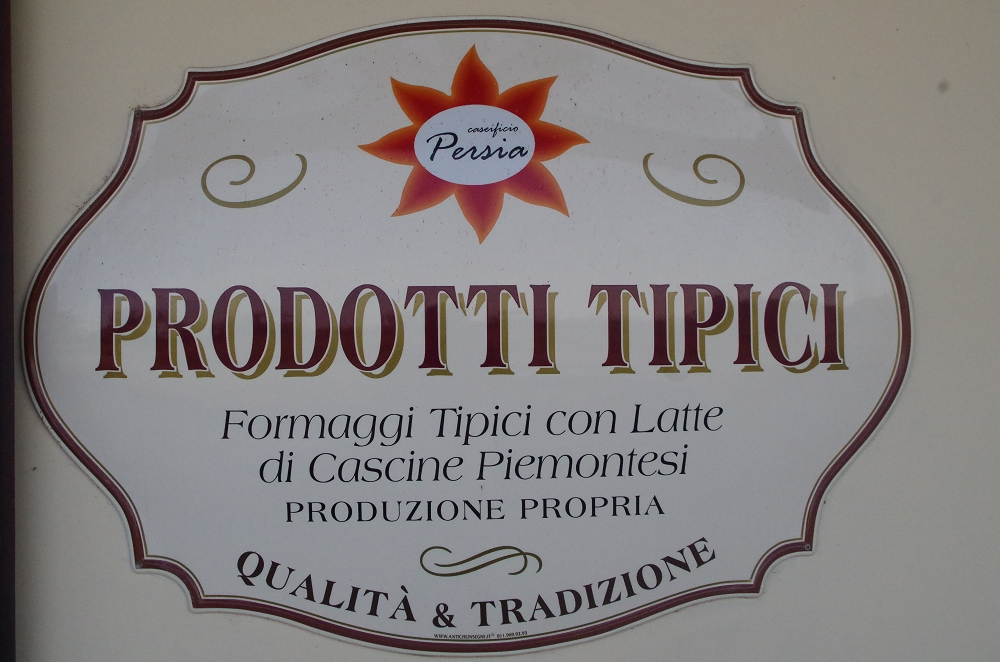 caseificio
Persia
PRODOTTI TIPICI
Formaggi Tipici con Latte
di Cascine Piemontesi
PRODUZIONE PROPRIA
QUALITÀ & TRADIZIONE